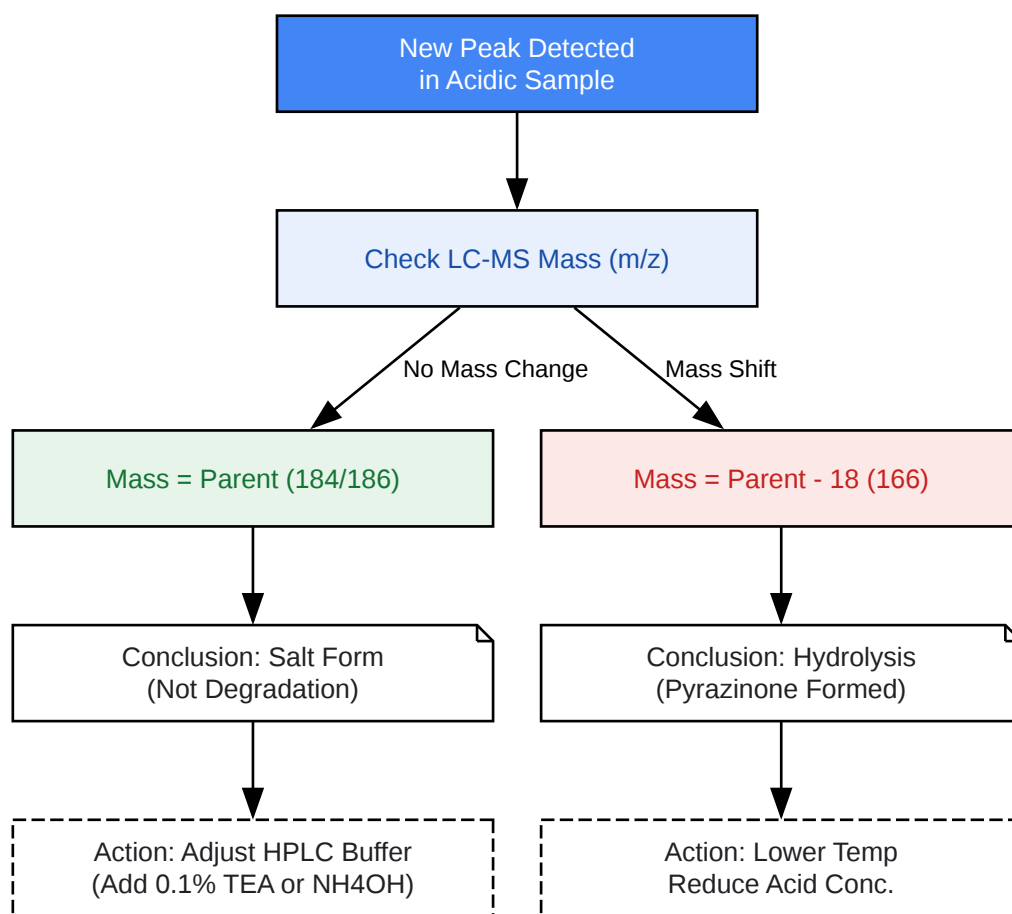 New Peak Detected
in Acidic Sample
Check LC-MS Mass (m/z)
No Mass Change
Mass Shift
Mass = Parent (184/186)
Mass = Parent - 18 (166)
Conclusion: Salt Form
(Not Degradation)
Conclusion: Hydrolysis
(Pyrazinone Formed)
Action: Adjust HPLC Buffer
(Add 0.1% TEA or NH4OH)
Action: Lower Temp
Reduce Acid Conc.